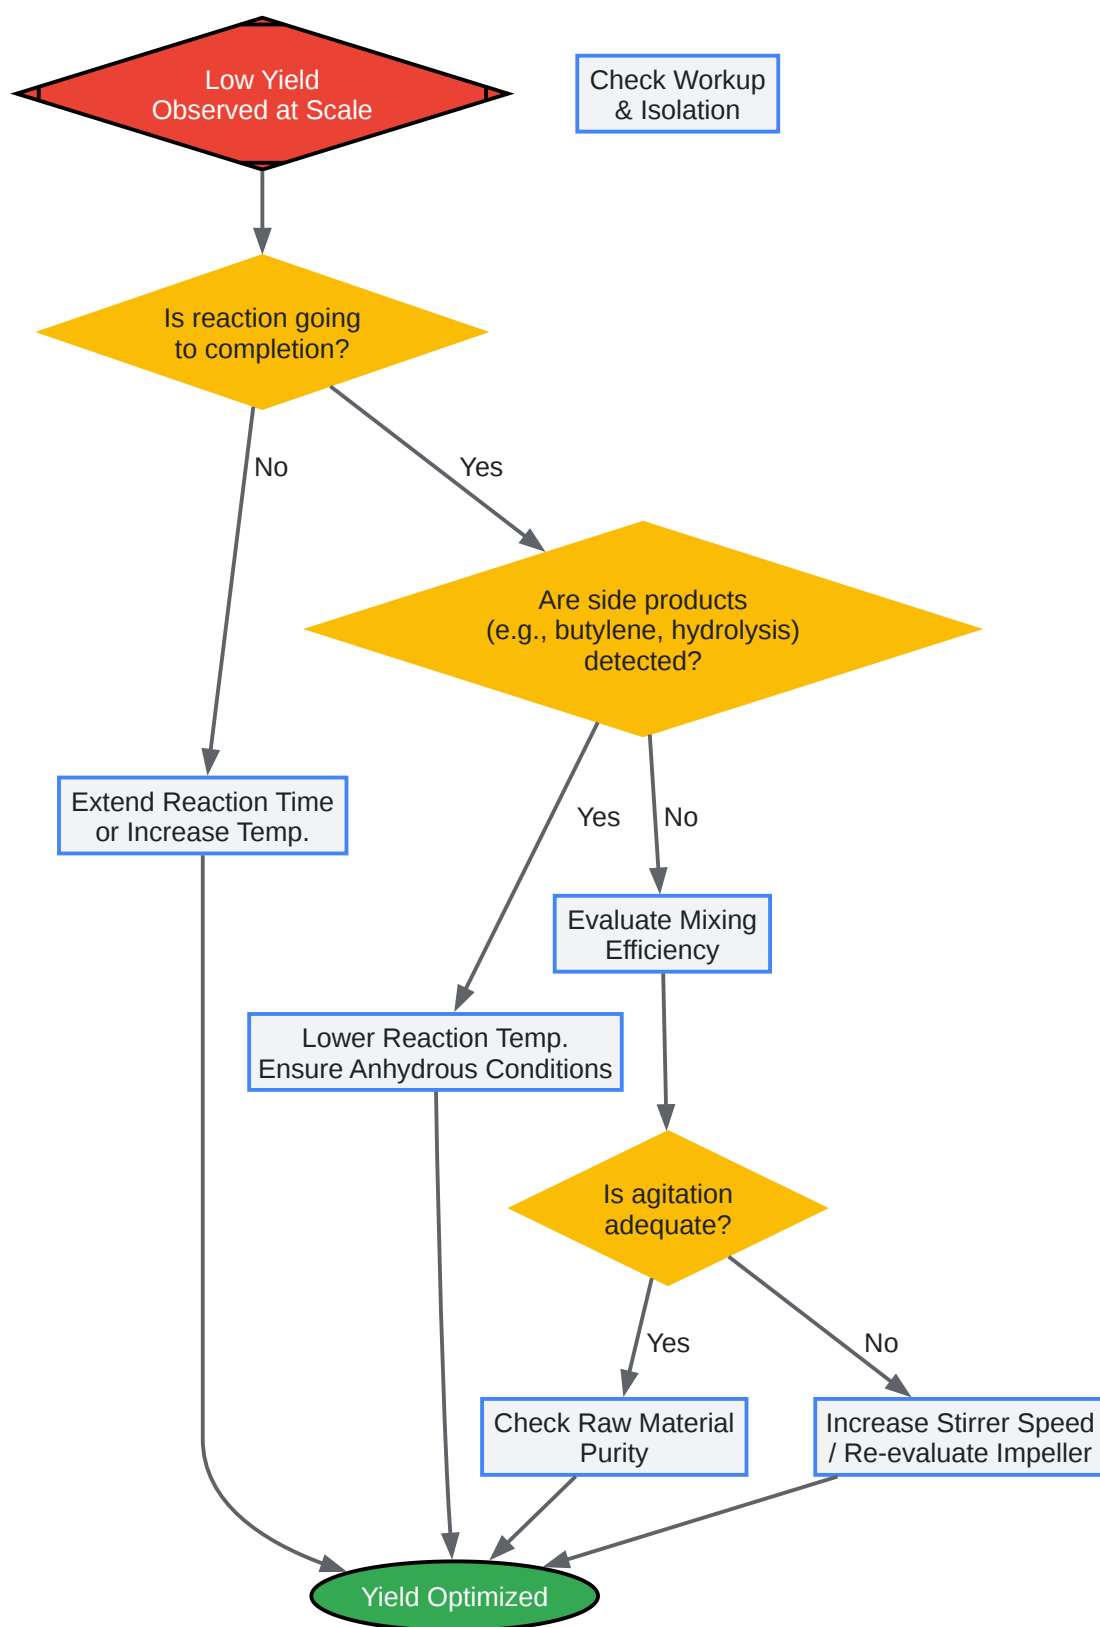 Low Yield
Observed at Scale
Check Workup
& Isolation
Is reaction going
to completion?
No
Yes
Are side products
(e.g., butylene, hydrolysis)
detected?
Extend Reaction Time
or Increase Temp.
Yes
No
Evaluate Mixing
Efficiency
Lower Reaction Temp.
Ensure Anhydrous Conditions
Is agitation
adequate?
Yes
No
Check Raw Material
Purity
Increase Stirrer Speed
/ Re-evaluate Impeller
Yield Optimized